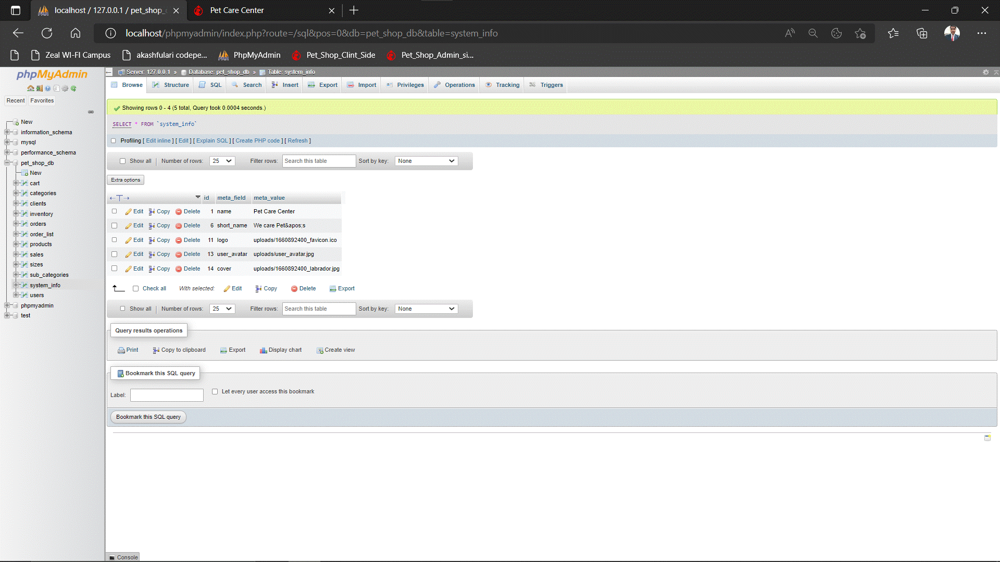 localhost / 127.0.0.1 / pet_shop_
Pet Care Center
localhost/phpmyadmin/index.php?route=/sql&pos=0&db=pet_shop_db&table=system_info
Zeal WI-FI Campus
akashfulari codepe...
PhpMyAdmin
Pet_Shop_Clint_Side
Pet_Shop_Admin_si...
phpMyAdmin
Recent Favorites
New
information_schema
mysql
performance_schema
pet_shop_db
New
cart
categories
clients
inventory
orders
order_list
products
sales
sizes
sub_categories
system_info
users
phpmyadmin
test
Server: 127.0.0.1 » Database: pet_shop_db » Table: system_info
Browse Structure SQL Search Insert Export Import Privileges Operations Tracking Triggers
Showing rows 0 - 4 (5 total, Query took 0.0004 seconds.)
SELECT * FROM `system_info`
Profiling [ Edit inline ] [ Edit ] [ Explain SQL ] [ Create PHP code ] [ Refresh ]
Show all | Number of rows: 25 Filter rows: Search this table Sort by key: None
Extra options
←T→ id meta_field meta_value
Edit Copy Delete 1 name Pet Care Center
Edit Copy Delete 6 short_name We care Pet&apos;s
Edit Copy Delete 11 logo uploads/1660892400_favicon.ico
Edit Copy Delete 13 user_avatar uploads/user_avatar.jpg
Edit Copy Delete 14 cover uploads/1660892400_labrador.jpg
Check all With selected: Edit Copy Delete Export
Show all | Number of rows: 25 Filter rows: Search this table Sort by key: None
Query results operations
Print Copy to clipboard Export Display chart Create view
Bookmark this SQL query
Label: Let every user access this bookmark
Bookmark this SQL query
Console